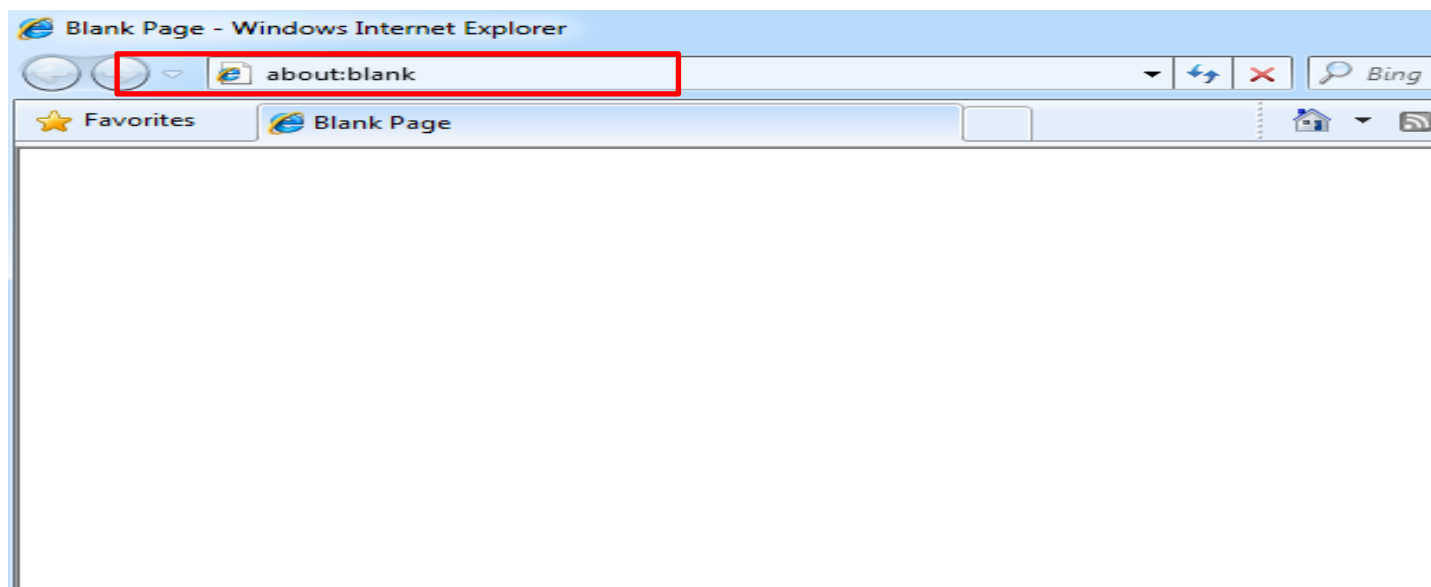 Blank Page - Windows Internet Explorer
about:blank
Bing
Favorites
Blank Page